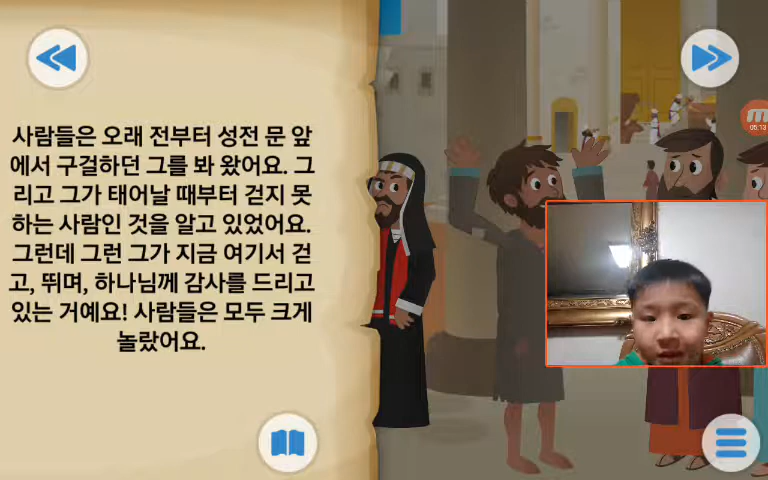 사람들은 오래 전부터 성전 문 앞
에서 구걸하던 그를 봐 왔어요. 그
리고 그가 태어날 때부터 걷지 못
하는 사람인 것을 알고 있었어요.
그런데 그런 그가 지금 여기서 걷
고, 뛰며, 하나님께 감사를 드리고
있는 거예요! 사람들은 모두 크게
놀랐어요.
05:13